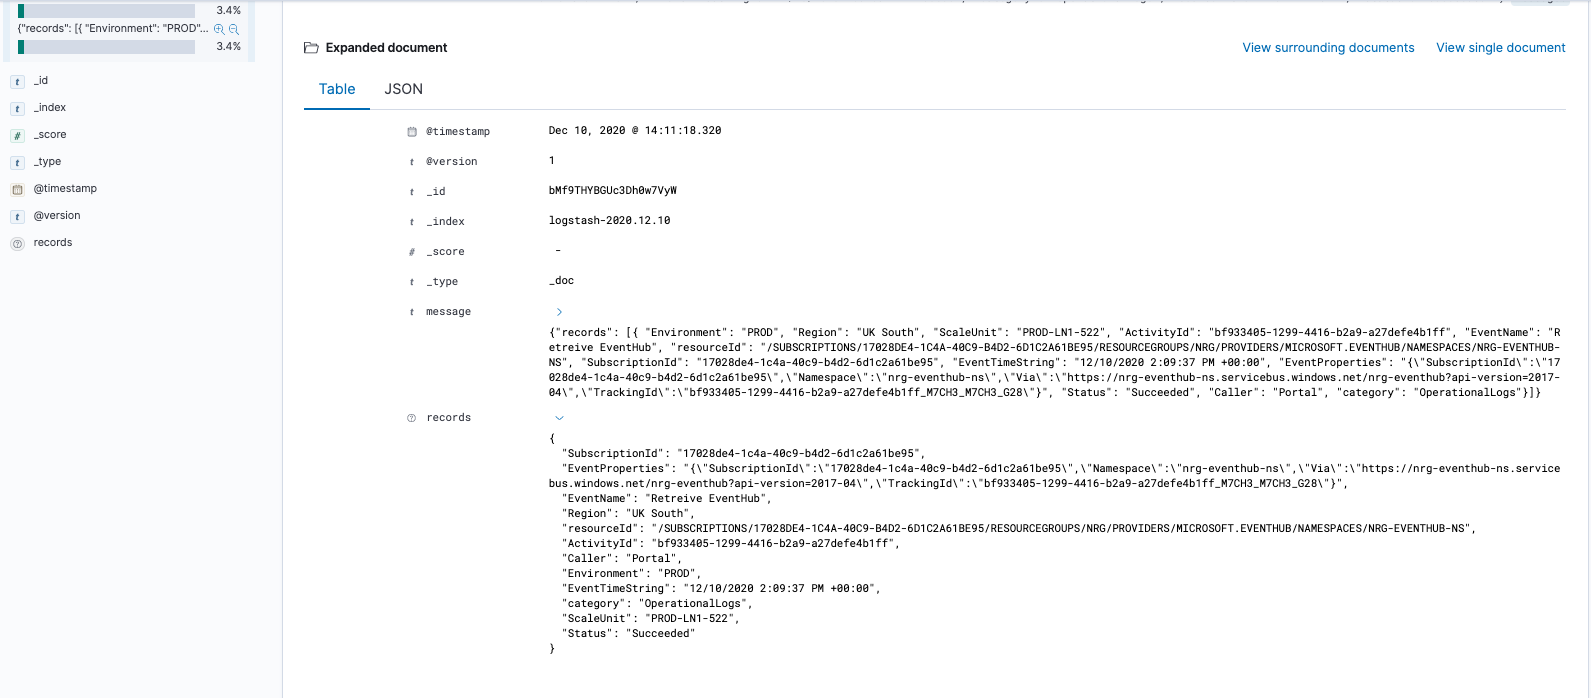 3.4%
{"records": [{ "Environment": "PROD"...
3.4%
t _id
t _index
# _score
t _type
@timestamp
t @version
records
Expanded document
View surrounding documents View single document
Table JSON
@timestamp Dec 10, 2020 @ 14:11:18.320
t @version 1
t _id bMf9THYBGUc3Dh0w7VyW
t _index logstash-2020.12.10
# _score -
t _type _doc
t message
{"records": [{ "Environment": "PROD", "Region": "UK South", "ScaleUnit": "PROD-LN1-522", "ActivityId": "bf933405-1299-4416-b2a9-a27defe4b1ff", "EventName": "R
etreive EventHub", "resourceId": "/SUBSCRIPTIONS/17028DE4-1C4A-40C9-B4D2-6D1C2A61BE95/RESOURCEGROUPS/NRG/PROVIDERS/MICROSOFT.EVENTHUB/NAMESPACES/NRG-EVENTHUB-
NS", "SubscriptionId": "17028de4-1c4a-40c9-b4d2-6d1c2a61be95", "EventTimeString": "12/10/2020 2:09:37 PM +00:00", "EventProperties": "{\"SubscriptionId\":\"17
028de4-1c4a-40c9-b4d2-6d1c2a61be95\",\"Namespace\":\"nrg-eventhub-ns\",\"Via\":\"https://nrg-eventhub-ns.servicebus.windows.net/nrg-eventhub?api-version=2017-
04\",\"TrackingId\":\"bf933405-1299-4416-b2a9-a27defe4b1ff_M7CH3_M7CH3_G28\"}", "Status": "Succeeded", "Caller": "Portal", "category": "OperationalLogs"}]}
records
{
"SubscriptionId": "17028de4-1c4a-40c9-b4d2-6d1c2a61be95",
"EventProperties": "{\"SubscriptionId\":\"17028de4-1c4a-40c9-b4d2-6d1c2a61be95\",\"Namespace\":\"nrg-eventhub-ns\",\"Via\":\"https://nrg-eventhub-ns.service
bus.windows.net/nrg-eventhub?api-version=2017-04\",\"TrackingId\":\"bf933405-1299-4416-b2a9-a27defe4b1ff_M7CH3_M7CH3_G28\"}",
"EventName": "Retreive EventHub",
"Region": "UK South",
"resourceId": "/SUBSCRIPTIONS/17028DE4-1C4A-40C9-B4D2-6D1C2A61BE95/RESOURCEGROUPS/NRG/PROVIDERS/MICROSOFT.EVENTHUB/NAMESPACES/NRG-EVENTHUB-NS",
"ActivityId": "bf933405-1299-4416-b2a9-a27defe4b1ff",
"Caller": "Portal",
"Environment": "PROD",
"EventTimeString": "12/10/2020 2:09:37 PM +00:00",
"category": "OperationalLogs",
"ScaleUnit": "PROD-LN1-522",
"Status": "Succeeded"
}